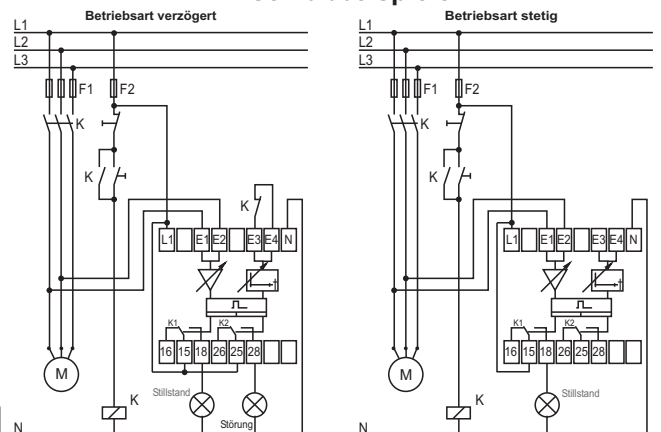 Betriebsart verzögert
L1
L2
L3
F1 F2
K
K
K
L1 E1 E2 E3 E4 N
t
K1 K2
16 15 18 26 25 28
M
Stillstand
K
Störung
N
Betriebsart stetig
L1
L2
L3
F1 F2
K
K
L1 E1 E2 E3 E4 N
t
K1 K2
16 15 18 26 25 28
M
Stillstand
K
N